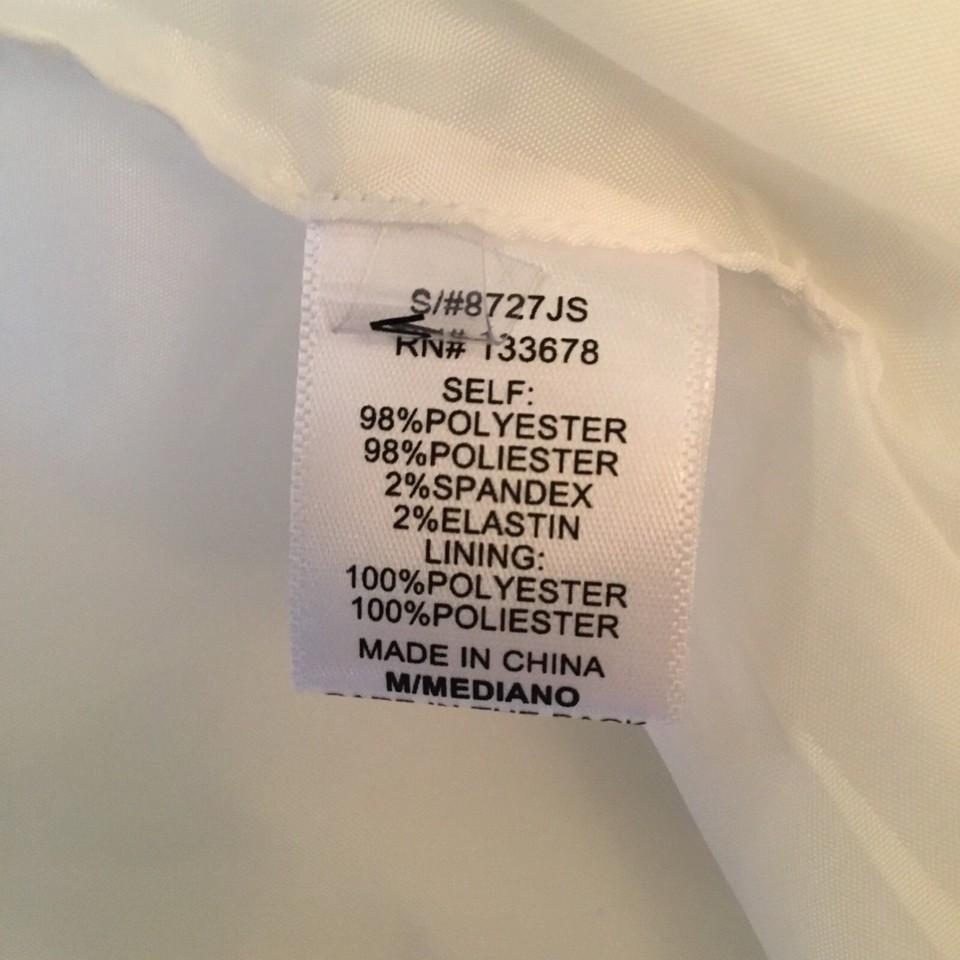 S/#8727JS
RN# 133678
SELF:
98%POLYESTER
98%POLIESTER
2%SPANDEX
2%ELASTIN
LINING:
100%POLYESTER
100%POLIESTER
MADE IN CHINA
M/MEDIANO